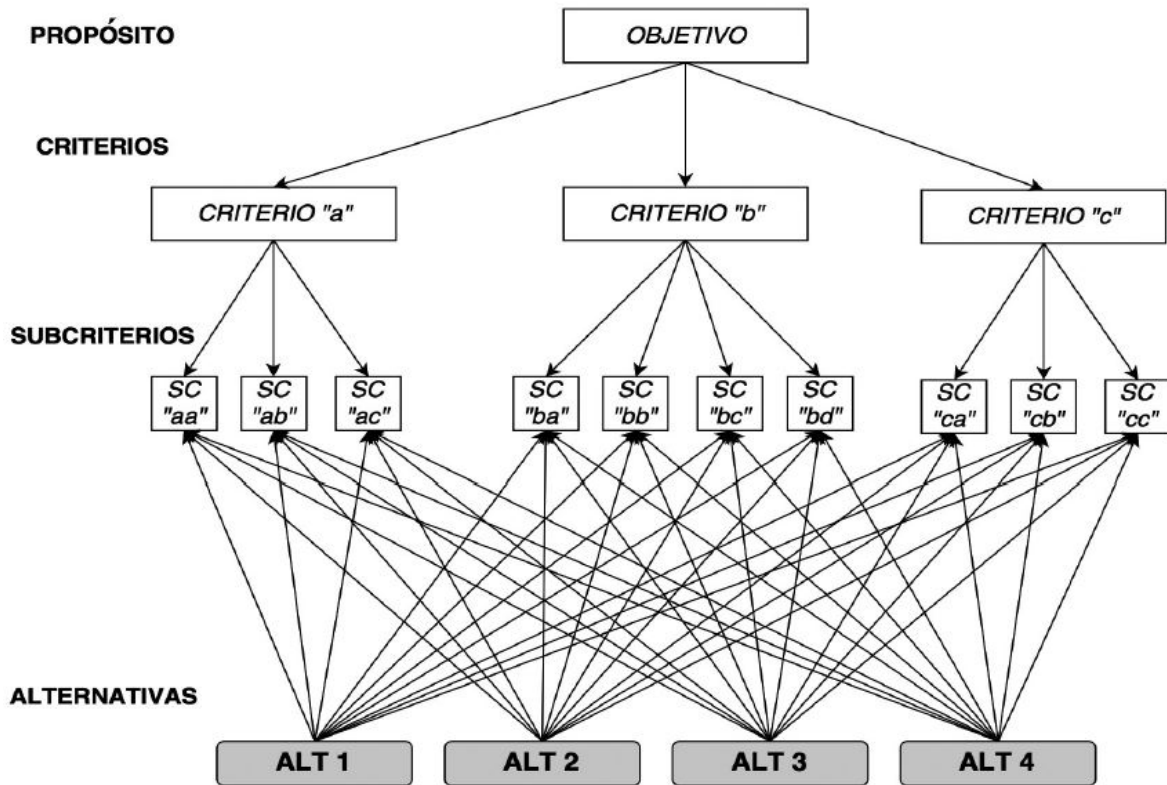 PROPÓSITO
OBJETIVO
CRITERIOS
CRITERIO "a"
CRITERIO "b"
CRITERIO "c"
SUBCRITERIOS
SC
"aa"
SC
"ab"
SC
"ac"
SC
"ba"
SC
"bb"
SC
"bc"
SC
"bd"
SC
"ca"
SC
"cb"
SC
"cc"
ALTERNATIVAS
ALT 1
ALT 2
ALT 3
ALT 4